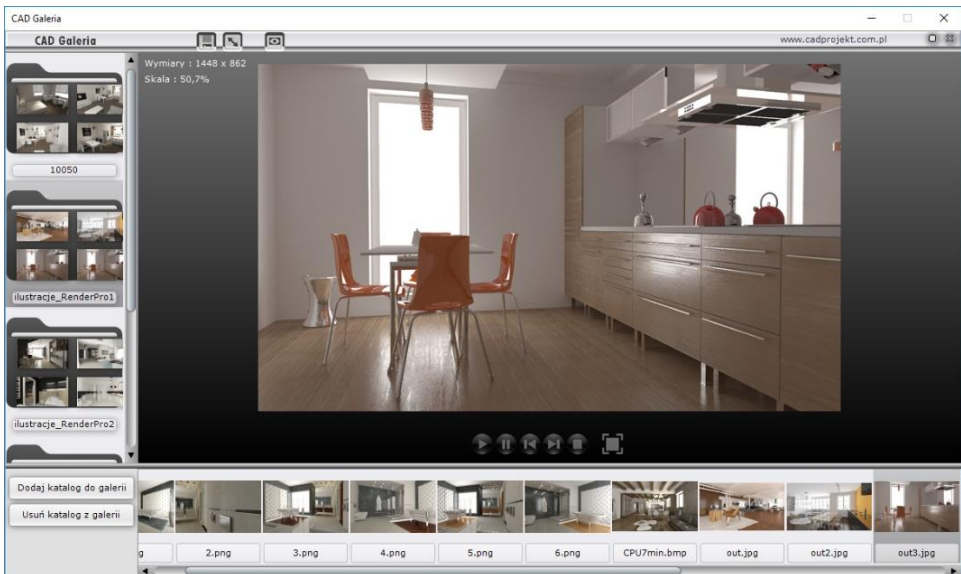 CAD Galeria
CAD Galeria
www.cadprojekt.com.pl
Wymiary : 1448 x 862
Skala : 50,7%
10050
ilustracje_RenderPro1
ilustracje_RenderPro2
Dodaj katalog do galerii
Usuń katalog z galerii
g
2.png
3.png
4.png
5.png
6.png
CPU7min.bmp
out.jpg
out2.jpg
out3.jpg